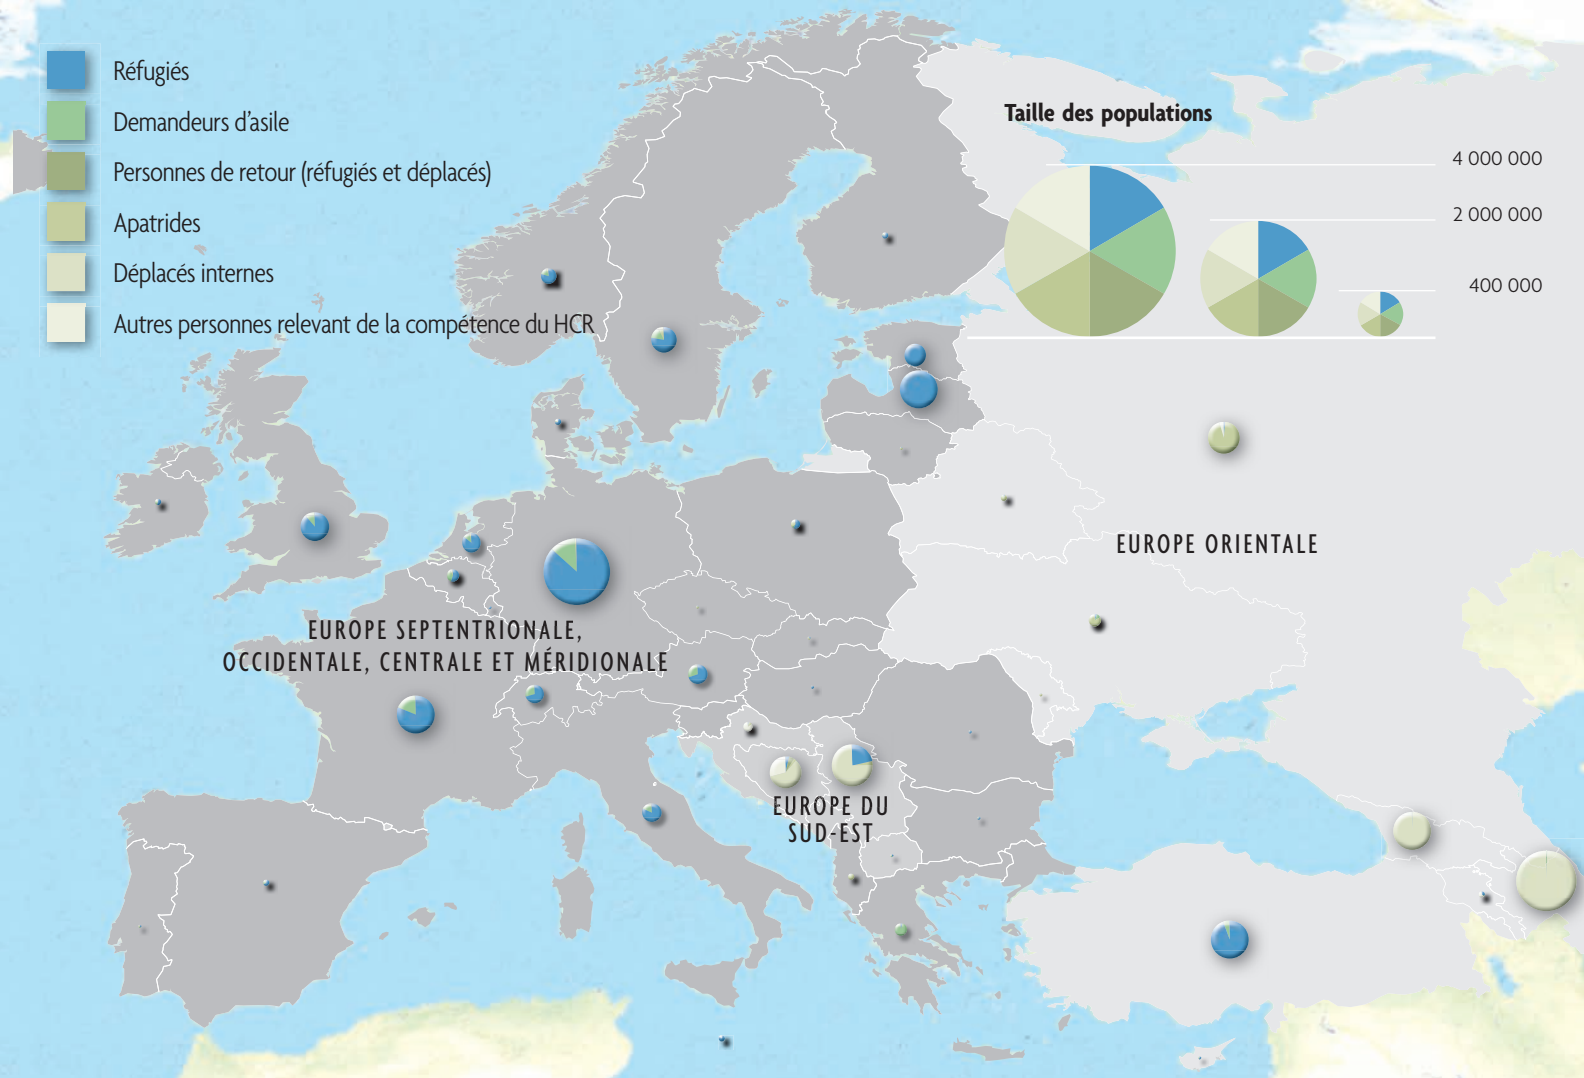 Réfugiés
Demandeurs d'asile
Personnes de retour (réfugiés et déplacés)
Apatrides
Déplacés internes
Autres personnes relevant de la compétence du HCR
Taille des populations
4 000 000
2 000 000
400 000
EUROPE ORIENTALE
EUROPE SEPTENTRIONALE,
OCCIDENTALE, CENTRALE ET MÉRIDIONALE
EUROPE DU
SUD-EST